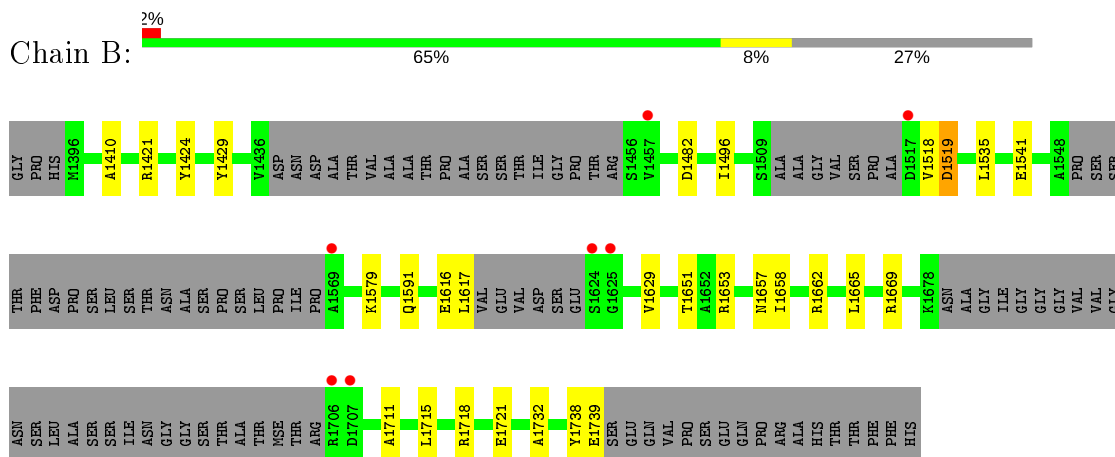 2%
Chain B:
65% 8% 27%
GLY PRO HIS M1396 A1410 R1421 Y1424 Y1429 V1436 ASP ASN ASP ALA THR VAL ALA ALA THR PRO ALA SER SER THR ILE GLY PRO THR ARG S1456 V1457 D1482 I1496 S1509 ALA ALA GLY VAL SER PRO ALA D1517 V1518 D1519 L1535 E1541 A1548 PRO SER SER
THR PHE ASP PRO SER LEU SER THR ASN ALA SER PRO SER LEU PRO ILE PRO A1569 K1579 Q1591 E1616 L1617 VAL GLU VAL ASP SER GLU S1624 G1625 V1629 T1651 A1652 R1653 N1657 I1658 R1662 L1665 R1669 K1678 ASN ALA GLY ILE GLY GLY GLY VAL VAL GLY
ASN SER LEU ALA SER SER ILE ASN GLY GLY SER THR ALA THR MSE THR ARG R1706 D1707 A1711 L1715 R1718 E1721 A1732 Y1738 E1739 SER GLU GLN VAL PRO SER GLU GLN PRO ARG ALA HIS THR THR PHE PHE HIS